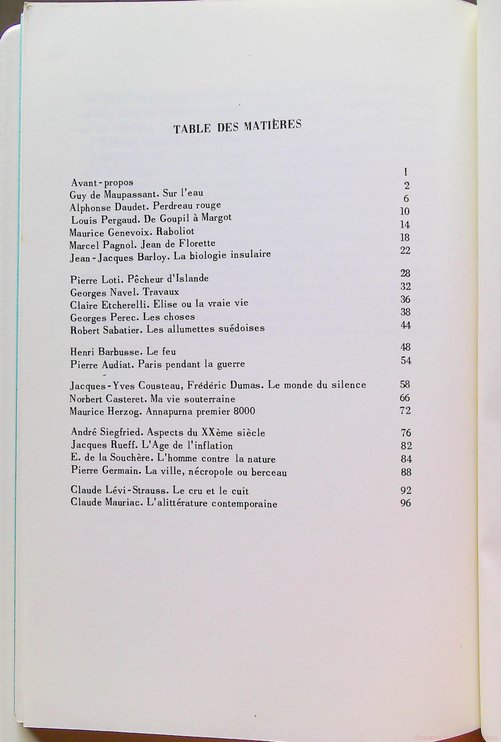 TABLE DES MATIÈRES
Avant-propos I
Guy de Maupassant. Sur l'eau 2
Alphonse Daudet. Perdreau rouge 6
Louis Pergaud. De Goupil à Margot 10
Maurice Genevoix. Raboliot 14
Marcel Pagnol. Jean de Florette 18
Jean-Jacques Barloy. La biologie insulaire 22
Pierre Loti. Pêcheur d'Islande 28
Georges Navel. Travaux 32
Claire Etcherelli. Elise ou la vraie vie 36
Georges Perec. Les choses 38
Robert Sabatier. Les allumettes suédoises 44
Henri Barbusse. Le feu 48
Pierre Audiat. Paris pendant la guerre 54
Jacques-Yves Cousteau, Frédéric Dumas. Le monde du silence 58
Norbert Casteret. Ma vie souterraine 66
Maurice Herzog. Annapurna premier 8000 72
André Siegfried. Aspects du XXème siècle 76
Jacques Rueff. L'Age de l'inflation 82
E. de la Souchère. L'homme contre la nature 84
Pierre Germain. La ville, nécropole ou berceau 88
Claude Lévi-Strauss. Le cru et le cuit 92
Claude Mauriac. L'alittérature contemporaine 96